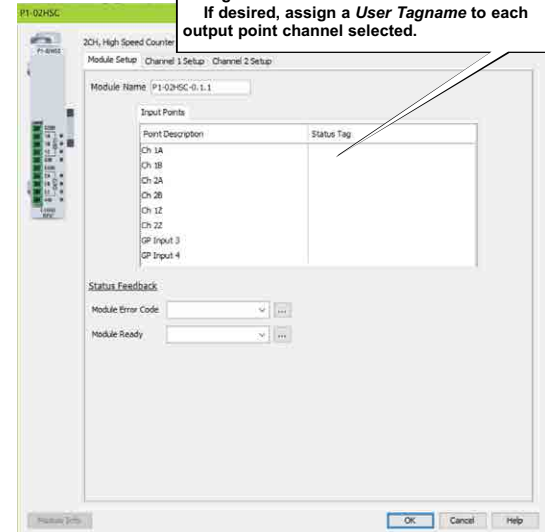 P1-02HSC
If desired, assign a User Tagname to each
output point channel selected.
P1-02HSC
2CH, High Speed Counter
Module Setup Channel 1 Setup Channel 2 Setup
Module Name P1-02HSC-0.1.1
Input Points
Point Description Status Tag
Ch 1A
Ch 1B
Ch 2A
Ch 2B
Ch 1Z
Ch 2Z
GP Input 3
GP Input 4
Status Feedback
Module Error Code ...
Module Ready ...
Module Info OK Cancel Help